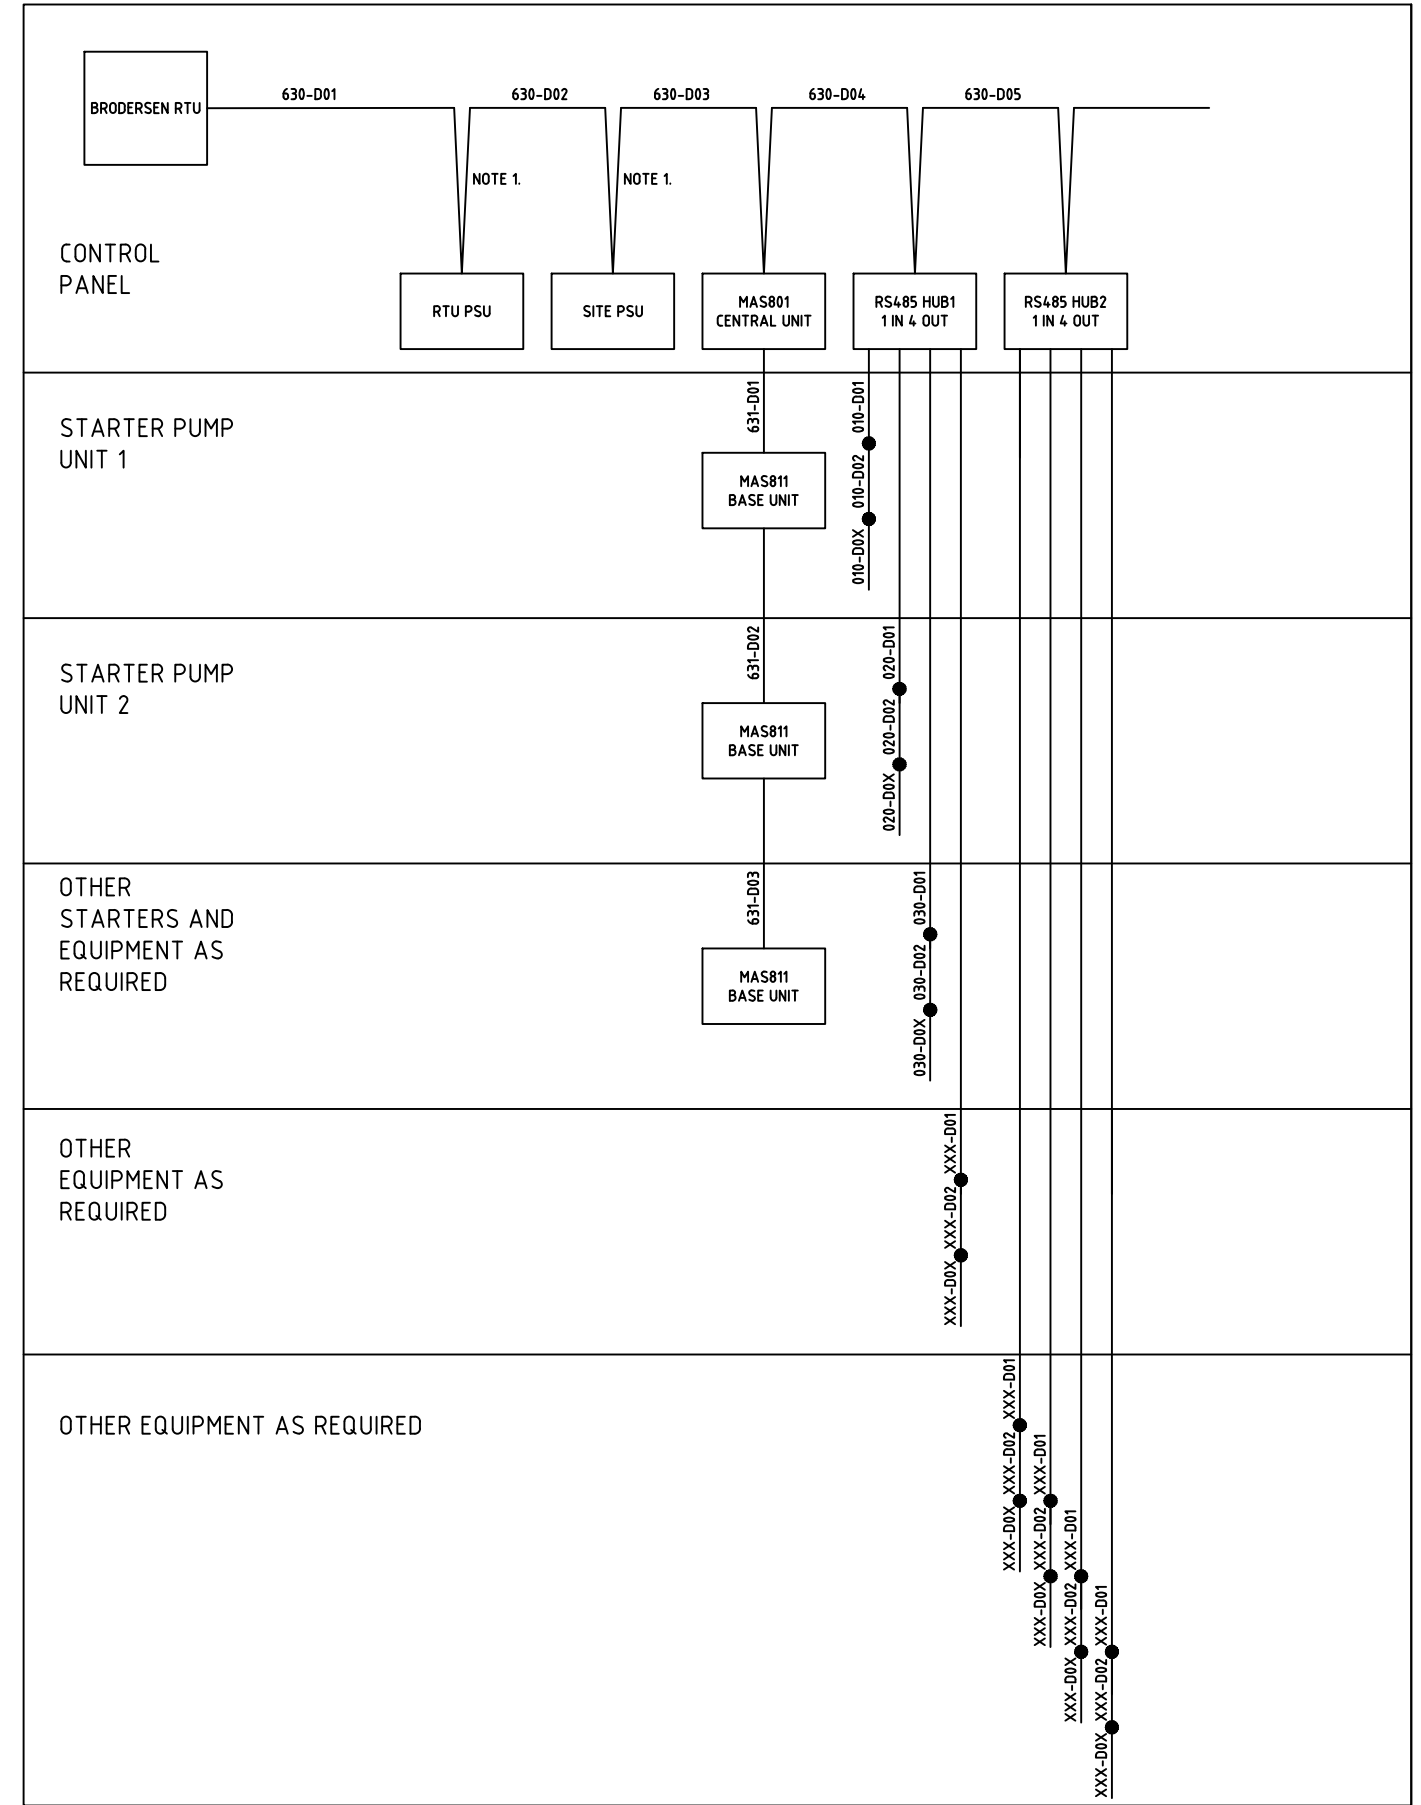 630-D01
630-D02
630-D03
630-D04
630-D05
BRODERSEN RTU
NOTE 1.
NOTE 1.
CONTROL
PANEL
RTU PSU
SITE PSU
MAS801
CENTRAL UNIT
RS485 HUB1
1 IN 4 OUT
RS485 HUB2
1 IN 4 OUT
STARTER PUMP
UNIT 1
631-D01
MAS811
BASE UNIT
010-D01
010-D02
010-D0X
STARTER PUMP
UNIT 2
631-D02
MAS811
BASE UNIT
020-D01
020-D02
020-D0X
OTHER
STARTERS AND
EQUIPMENT AS
REQUIRED
631-D03
MAS811
BASE UNIT
030-D01
030-D02
030-D0X
OTHER
EQUIPMENT AS
REQUIRED
XXX-D01
XXX-D02
XXX-D0X
OTHER EQUIPMENT AS REQUIRED
XXX-D01
XXX-D02
XXX-D0X
XXX-D01
XXX-D02
XXX-D0X
XXX-D01
XXX-D02
XXX-D0X
XXX-D01
XXX-D02
XXX-D0X